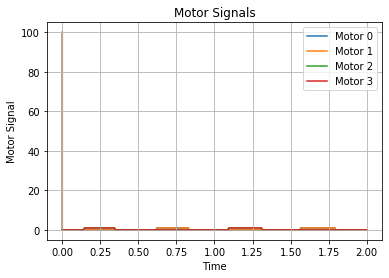 Motor Signals
100
80
60
40
20
0
Motor Signal
Motor 0
Motor 1
Motor 2
Motor 3
0.00 0.25 0.50 0.75 1.00 1.25 1.50 1.75 2.00
Time